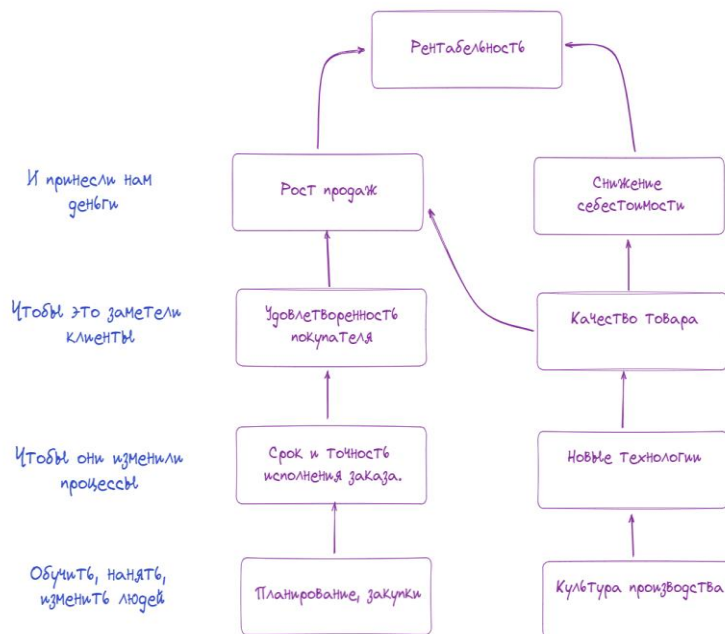 Рентабельность
И принесли нам
деньги
Рост продаж
Снижение
себестоимости
Чтобы это заметели
клиенты
Удовлетворенность
покупателя
Качество товара
Чтобы они изменили
процессы
Срок и точность
исполнения заказа.
Новые технологии
Обучить, нанять,
изменить людей
Планирование, закупки
Культура производства